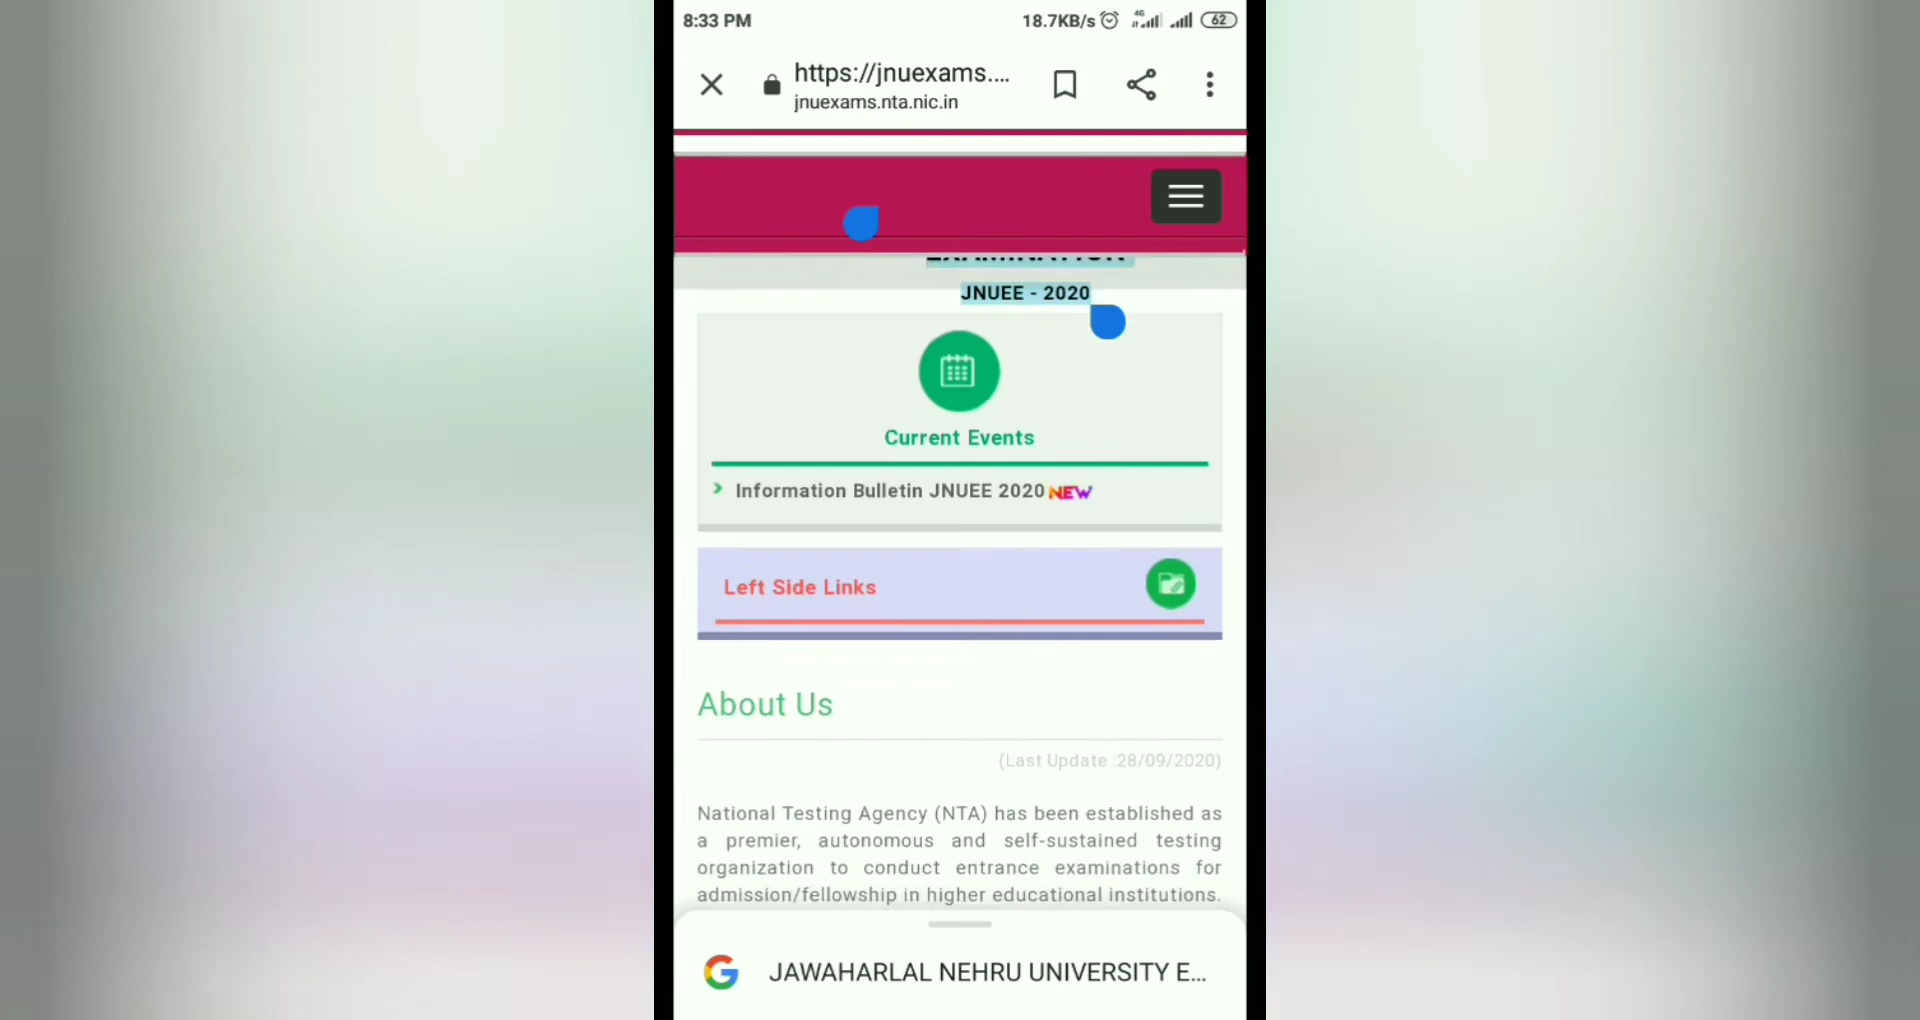 8:33 PM
18.7KB/s 4G 62
https://jnuexams....
jnuexams.nta.nic.in
EXAMINATION
JNUEE - 2020
Current Events
Information Bulletin JNUEE 2020 NEW
Left Side Links
About Us
(Last Update :28/09/2020)
National Testing Agency (NTA) has been established as
a premier, autonomous and self-sustained testing
organization to conduct entrance examinations for
admission/fellowship in higher educational institutions.
JAWAHARLAL NEHRU UNIVERSITY E...